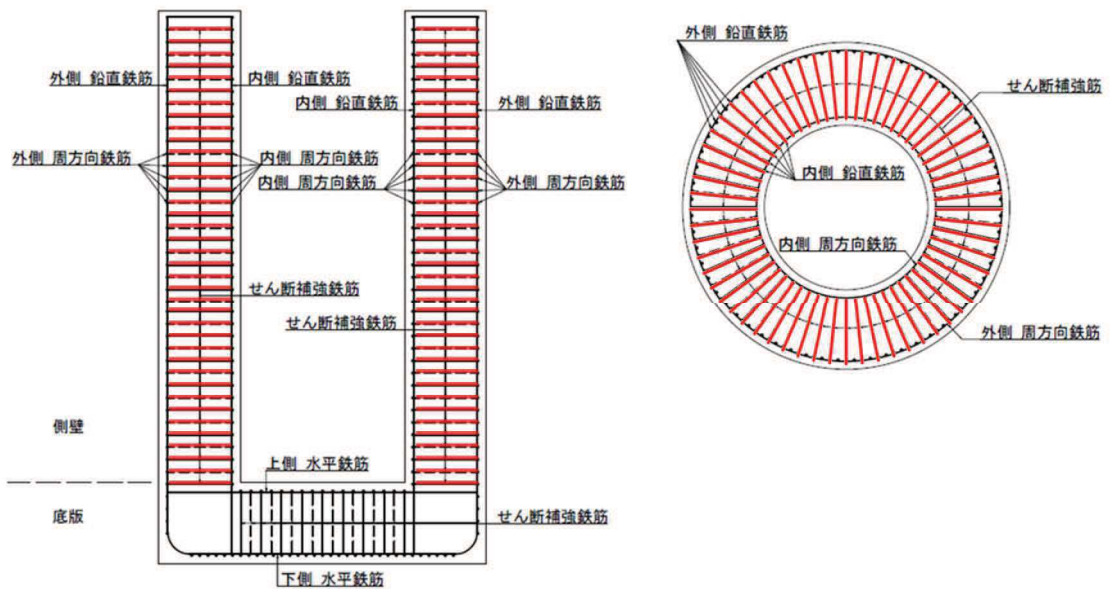 外側 鉛直鉄筋
内側 鉛直鉄筋
内側 鉛直鉄筋
外側 鉛直鉄筋
外側 周方向鉄筋
内側 周方向鉄筋
内側 周方向鉄筋
外側 周方向鉄筋
せん断補強鉄筋
せん断補強鉄筋
側壁
上側 水平鉄筋
底版
せん断補強鉄筋
下側 水平鉄筋
外側 鉛直鉄筋
せん断補強筋
内側 鉛直鉄筋
内側 周方向鉄筋
外側 周方向鉄筋